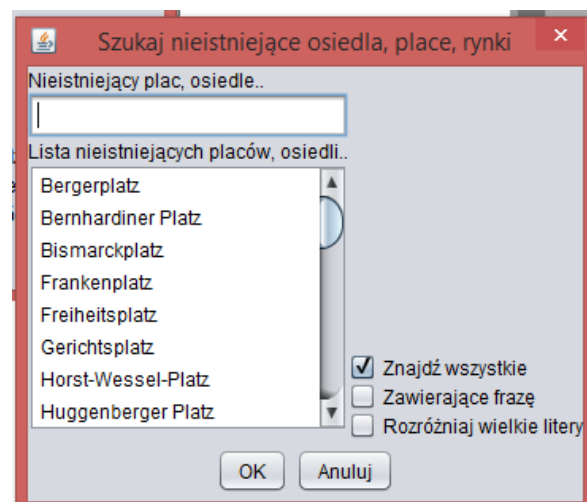 Szukaj nieistniejące osiedla, place, rynki
Nieistniejący plac, osiedle..
Lista nieistniejących placów, osiedli..
Bergerplatz
Bernhardiner Platz
Bismarckplatz
Frankenplatz
Freiheitsplatz
Gerichtsplatz
Horst-Wessel-Platz
Huggenberger Platz
Znajdź wszystkie
Zawierające frazę
Rozróżniaj wielkie litery
OK Anuluj